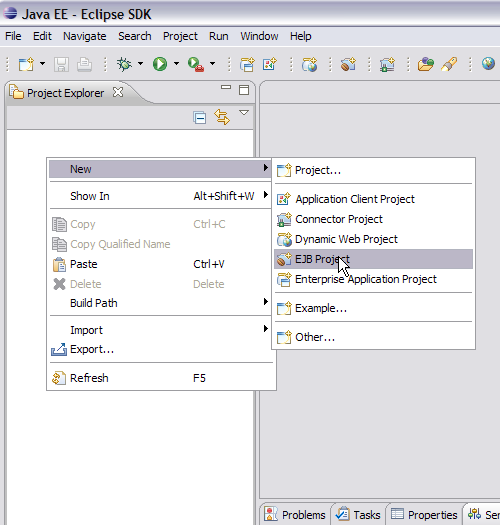 Java EE - Eclipse SDK
File Edit Navigate Search Project Run Window Help
Project Explorer
New
Show In Alt+Shift+W
Copy Ctrl+C
Copy Qualified Name
Paste Ctrl+V
Delete Delete
Build Path
Import
Export...
Refresh F5
Project...
Application Client Project
Connector Project
Dynamic Web Project
EJB Project
Enterprise Application Project
Example...
Other...
Problems Tasks Properties Ser